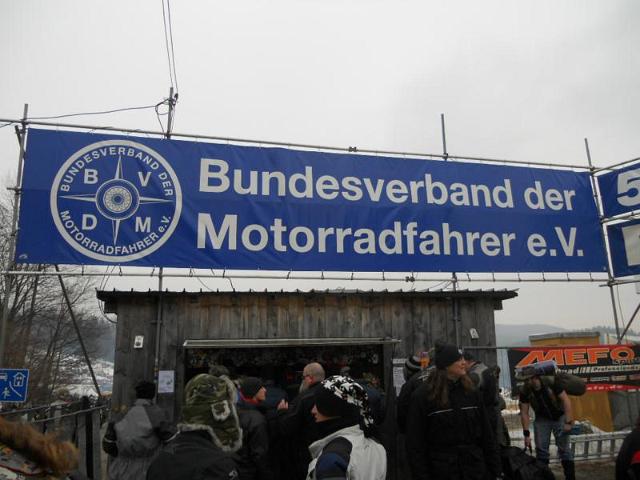 BUNDESVERBAND DER
B V
D M
MOTORRADFAHRER e.V.
Bundesverband der
Motorradfahrer e.V.
5
MEFO